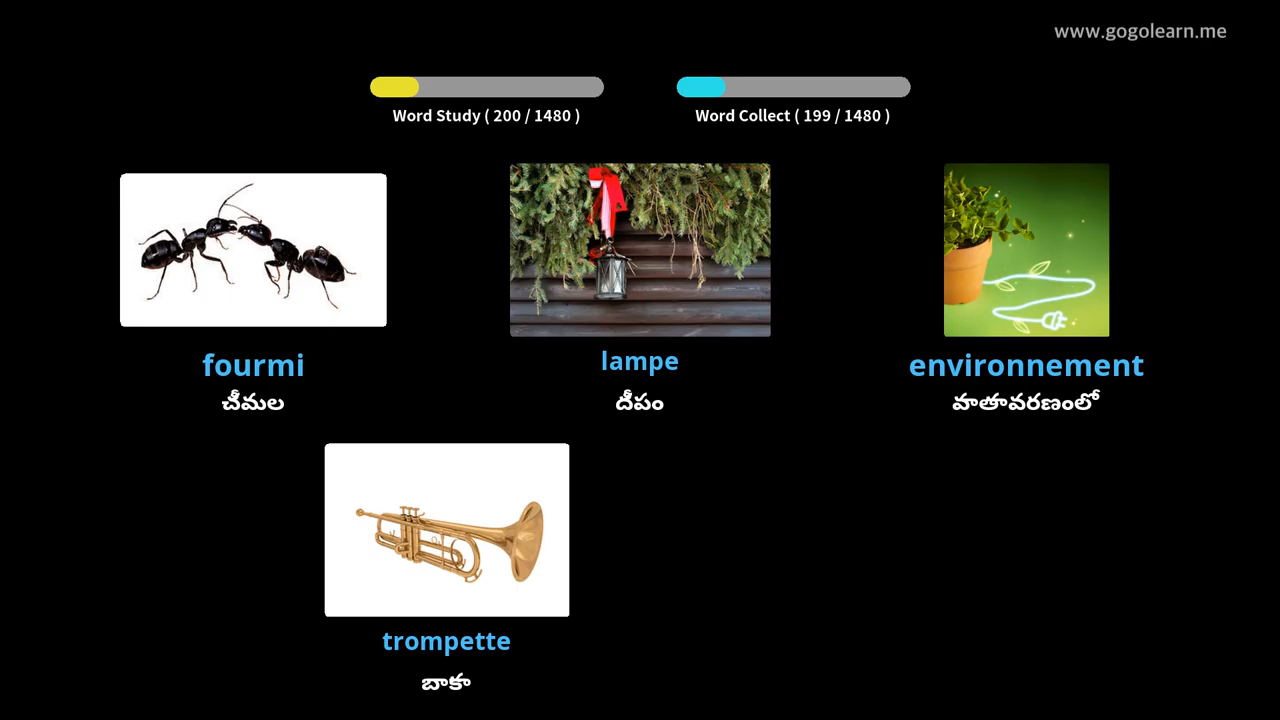 www.gogolearn.me
Word Study ( 200 / 1480 )
Word Collect ( 199 / 1480 )
fourmi
చీమల
lampe
దీపం
environnement
వాతావరణంలో
trompette
బాకా